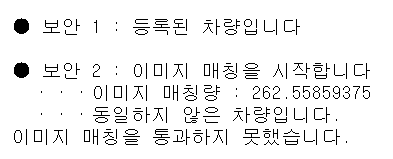 ● 보안 1 : 등록된 차량입니다
● 보안 2 : 이미지 매칭을 시작합니다
···이미지 매칭량 : 262.55859375
···동일하지 않은 차량입니다.
이미지 매칭을 통과하지 못했습니다.